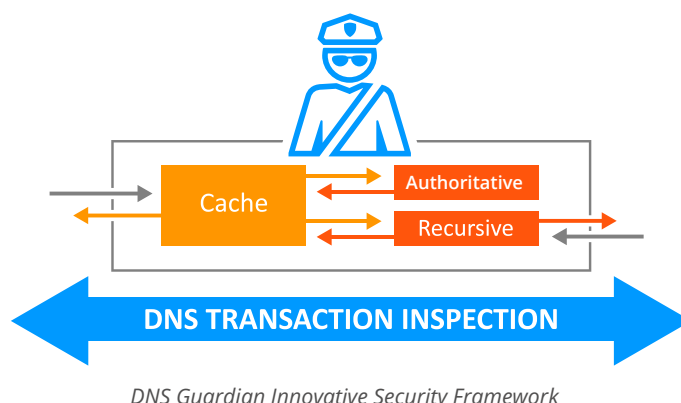 Cache
Authoritative
Recursive
DNS TRANSACTION INSPECTION
DNS Guardian Innovative Security Framework